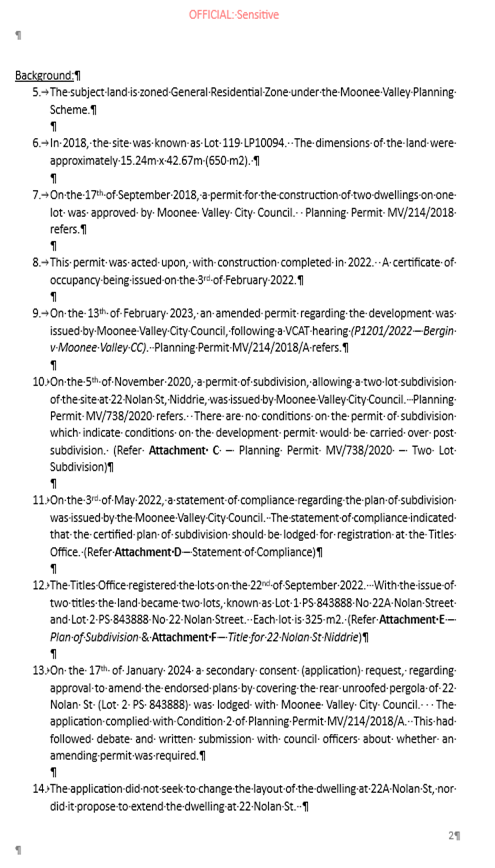 OFFICIAL: Sensitive
¶
Background:¶
5.→The subject land is zoned General Residential Zone under the Moonee Valley Planning
Scheme.¶
¶
6.→In 2018, the site was known as Lot 119 LP10094.  The dimensions of the land were
approximately 15.24m x 42.67m (650 m2). ¶
¶
7.→On the 17th of September 2018, a permit for the construction of two dwellings on one
lot was approved by Moonee Valley City Council.  Planning Permit MV/214/2018
refers.¶
¶
8.→This permit was acted upon, with construction completed in 2022.  A certificate of
occupancy being issued on the 3rd of February 2022.¶
¶
9.→On the 13th of February 2023, an amended permit regarding the development was
issued by Moonee Valley City Council, following a VCAT hearing (P1201/2022 – Bergin
v Moonee Valley CC).  Planning Permit MV/214/2018/A refers.¶
¶
10.On the 5th of November 2020, a permit of subdivision, allowing a two lot subdivision
of the site at 22 Nolan St, Niddrie, was issued by Moonee Valley City Council.  Planning
Permit MV/738/2020 refers.  There are no conditions on the permit of subdivision
which indicate conditions on the development permit would be carried over post
subdivision. (Refer Attachment C – Planning Permit MV/738/2020 – Two Lot
Subdivision)¶
¶
11.On the 3rd of May 2022, a statement of compliance regarding the plan of subdivision
was issued by the Moonee Valley City Council.  The statement of compliance indicated
that the certified plan of subdivision should be lodged for registration at the Titles
Office. (Refer Attachment D – Statement of Compliance)¶
¶
12.The Titles Office registered the lots on the 22nd of September 2022.   With the issue of
two titles the land became two lots, known as Lot 1 PS 843888 No 22A Nolan Street
and Lot 2 PS 843888 No 22 Nolan Street.  Each lot is 325 m2. (Refer Attachment E –
Plan of Subdivision & Attachment F – Title for 22 Nolan St Niddrie)¶
¶
13.On the 17th of January 2024 a secondary consent (application) request, regarding
approval to amend the endorsed plans by covering the rear unroofed pergola of 22
Nolan St (Lot 2 PS 843888) was lodged with Moonee Valley City Council.   The
application complied with Condition 2 of Planning Permit MV/214/2018/A.  This had
followed debate and written submission with council officers about whether an
amending permit was required.¶
¶
14.The application did not seek to change the layout of the dwelling at 22A Nolan St, nor
did it propose to extend the dwelling at 22 Nolan St.  ¶
2¶
¶